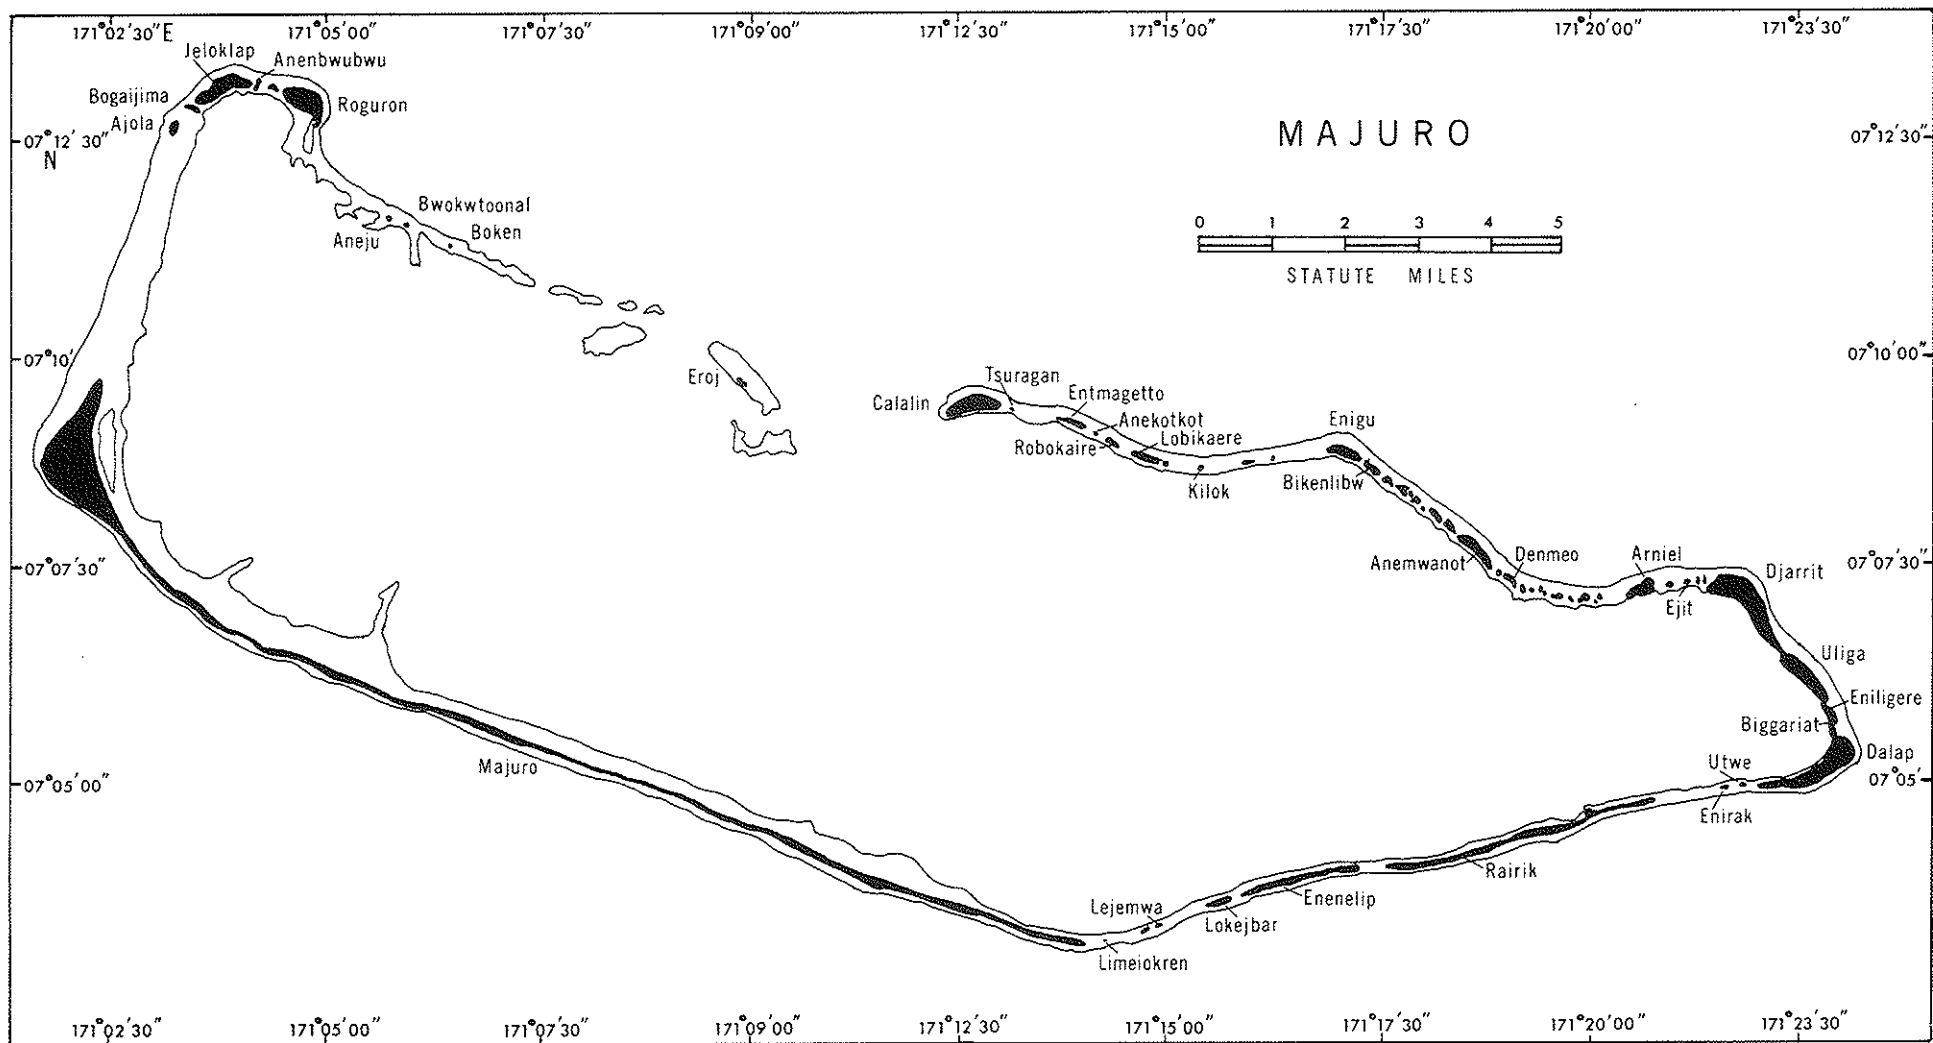 171°02'30" E
171°05'00"
171°07'30"
171°09'00"
171°12'30"
171°15'00"
171°17'30"
171°20'00"
171°23'30"
Jeloklap
Anenbwubwu
Bogaijima
Roguron
Ajola
MAJURO
07°12'30"
N
07°12'30"
Bwokwtoonal
Aneju
Boken
0 1 2 3 4 5
STATUTE MILES
07°10'
07°10'00"
Eroj
Tsuragan
Calalin
Entmagetto
Anekotkot
Enigu
Robokaire
Lobikaere
Kilok
Bikenlibw
07°07'30"
Anemwanot
Denmeo
Arniel
Djarrit
07°07'30"
Ejit
Uliga
Eniligere
Biggariat
Dalap
Majuro
Utwe
07°05'00"
07°05'
Enirak
Rairik
Enenelip
Lejemwa
Lokejbar
Limeiokren
171°02'30"
171°05'00"
171°07'30"
171°09'00"
171°12'30"
171°15'00"
171°17'30"
171°20'00"
171°23'30"